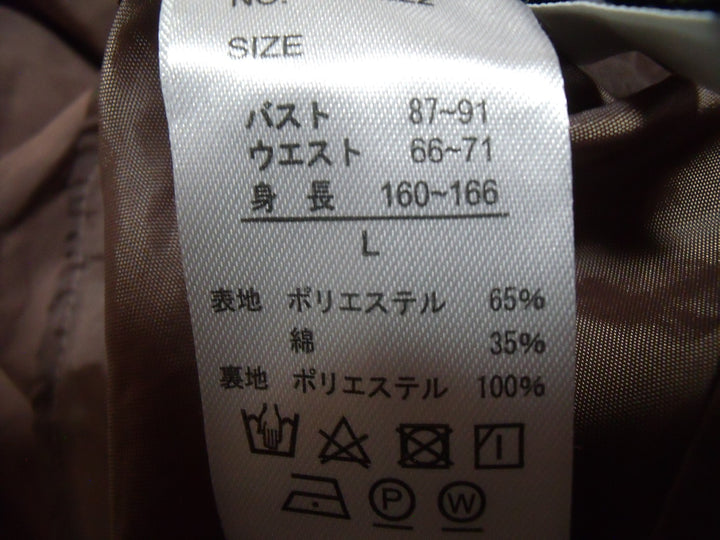 NO.
SIZE
バスト 87~91
ウエスト 66~71
身 長 160~166
L
表地 ポリエステル 65%
綿 35%
裏地 ポリエステル 100%
P W